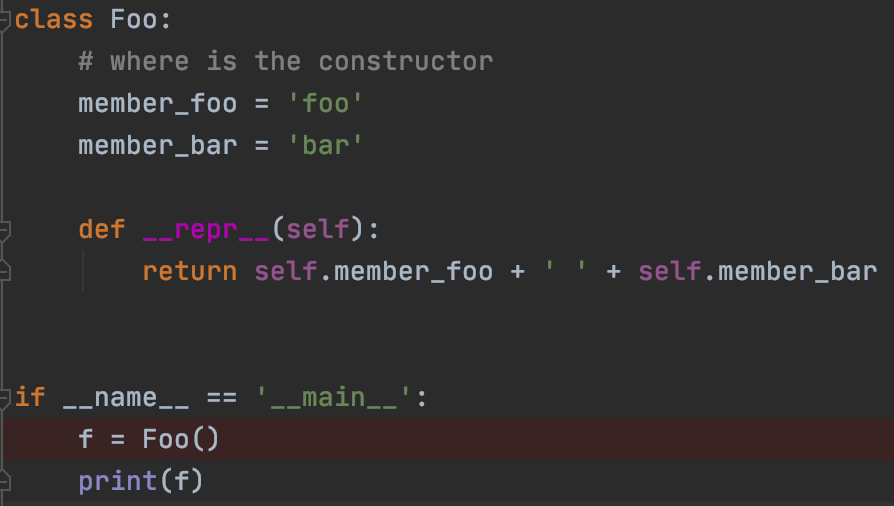 class Foo:
    # where is the constructor
    member_foo = 'foo'
    member_bar = 'bar'
    def __repr__(self):
        return self.member_foo + ' ' + self.member_bar
if __name__ == '__main__':
    f = Foo()
    print(f)